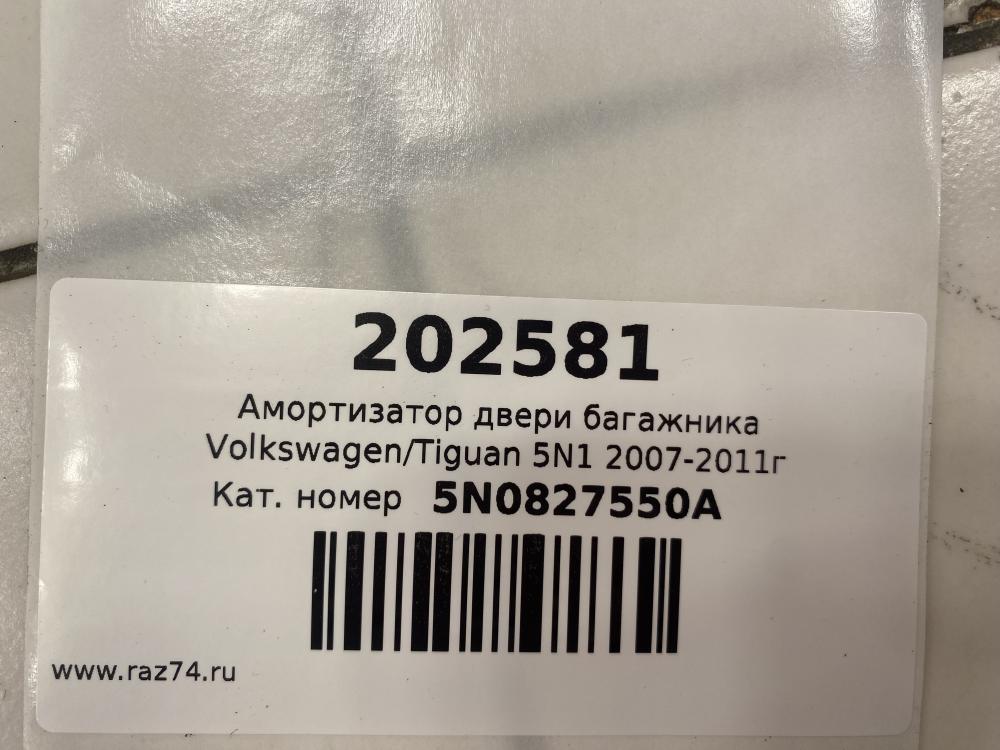 202581
Амортизатор двери багажника
Volkswagen/Tiguan 5N1 2007-2011г
Кат. номер 5N0827550A
www.raz74.ru